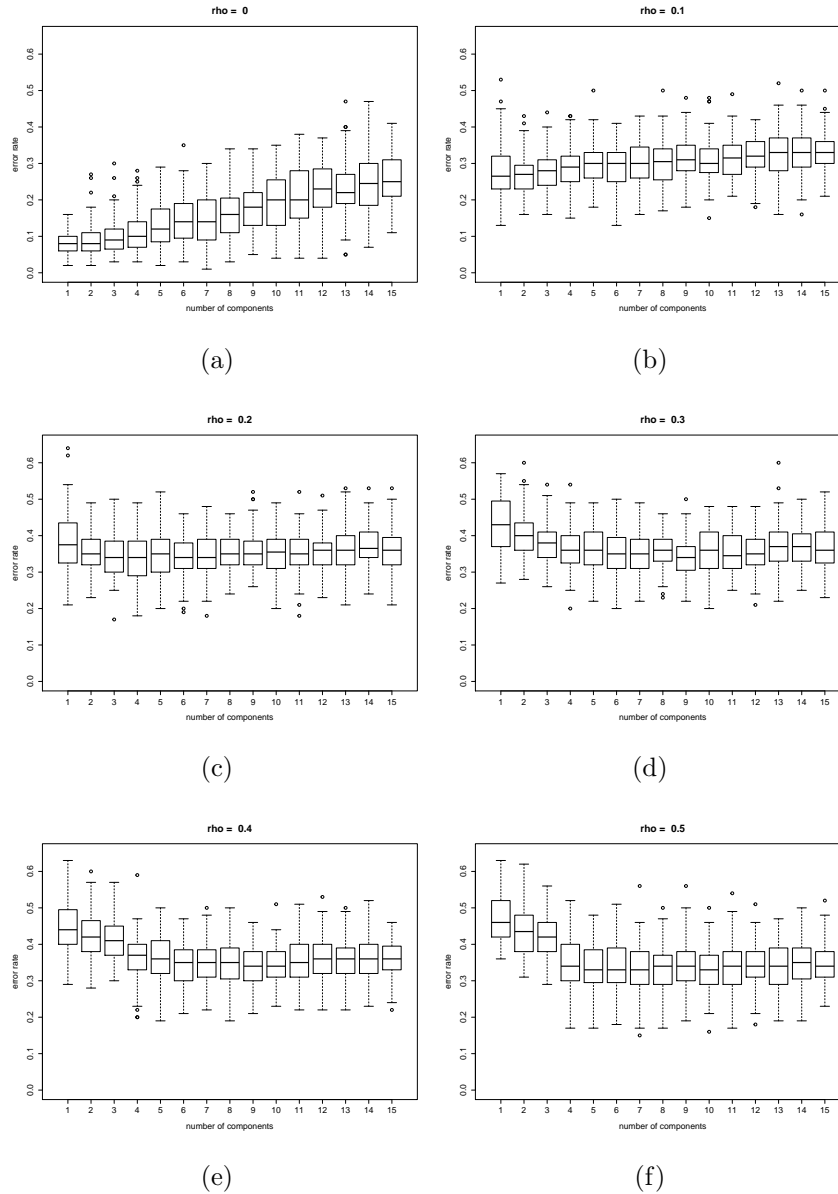 rho = 0
error rate
0.0 0.1 0.2 0.3 0.4 0.5 0.6
1 2 3 4 5 6 7 8 9 10 11 12 13 14 15
number of components
(a)
rho = 0.1
error rate
0.0 0.1 0.2 0.3 0.4 0.5 0.6
1 2 3 4 5 6 7 8 9 10 11 12 13 14 15
number of components
(b)
rho = 0.2
error rate
0.0 0.1 0.2 0.3 0.4 0.5 0.6
1 2 3 4 5 6 7 8 9 10 11 12 13 14 15
number of components
(c)
rho = 0.3
error rate
0.0 0.1 0.2 0.3 0.4 0.5 0.6
1 2 3 4 5 6 7 8 9 10 11 12 13 14 15
number of components
(d)
rho = 0.4
error rate
0.0 0.1 0.2 0.3 0.4 0.5 0.6
1 2 3 4 5 6 7 8 9 10 11 12 13 14 15
number of components
(e)
rho = 0.5
error rate
0.0 0.1 0.2 0.3 0.4 0.5 0.6
1 2 3 4 5 6 7 8 9 10 11 12 13 14 15
number of components
(f)